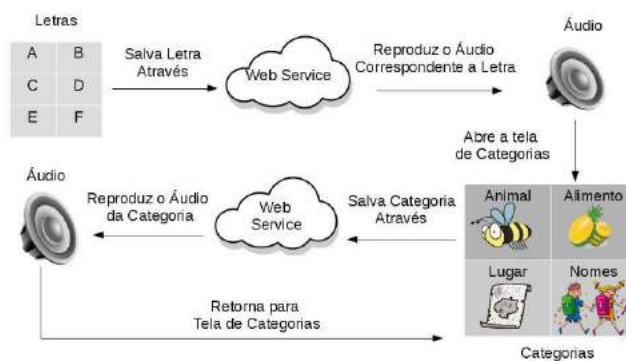 Letras
A B
C D
E F
Salva Letra
Através
Web Service
Reproduz o Áudio
Correspondente a Letra
Áudio
Abre a tela
de Categorias
Animal Alimento
Lugar Nomes
Categorias
Salva Categoria
Através
Web
Service
Reproduz o Áudio
da Categoria
Áudio
Retorna para
Tela de Categorias